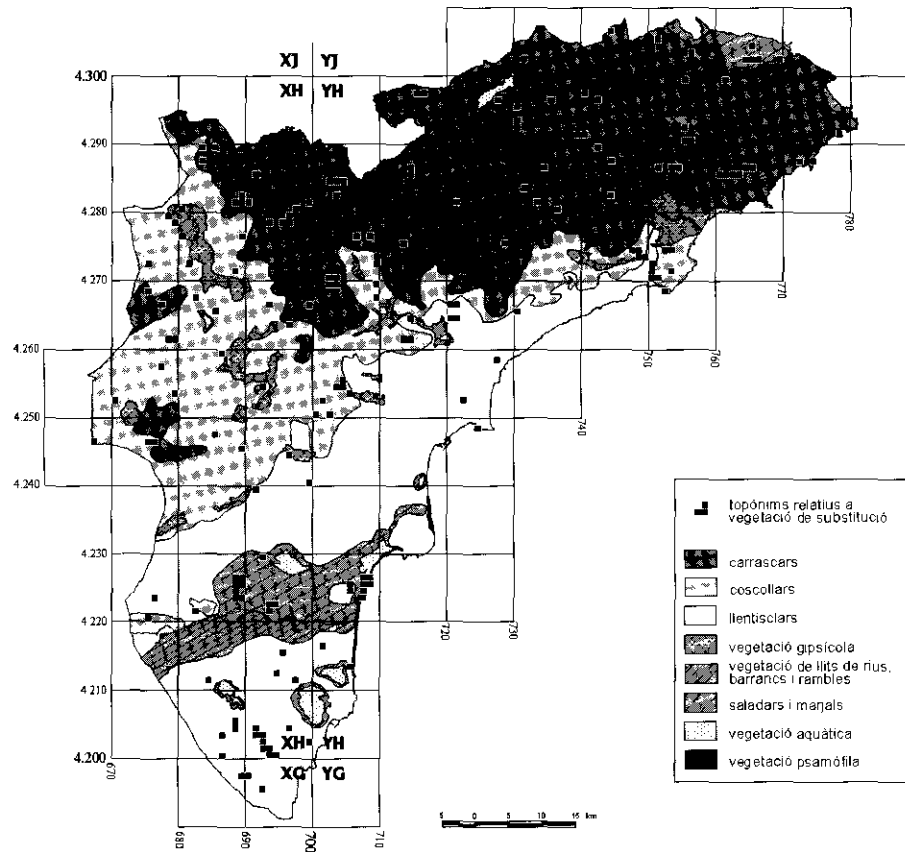 XJ YJ
4.300
XH YH
4.290
4.280
780
4.270
770
4.260
750
760
4.250
740
4.240
topònims relatius a
vegetació de substitució
carrascars
coscollars
llentisclars
vegetació gipsícola
vegetació de llits de rius,
barrancs i rambles
saladars i marjals
vegetació aquàtica
vegetació psamófila
4.230
4.220
720
730
4.210
XH YH
4.200
XG YG
670
680
690
700
710
5 0 5 10 15 km